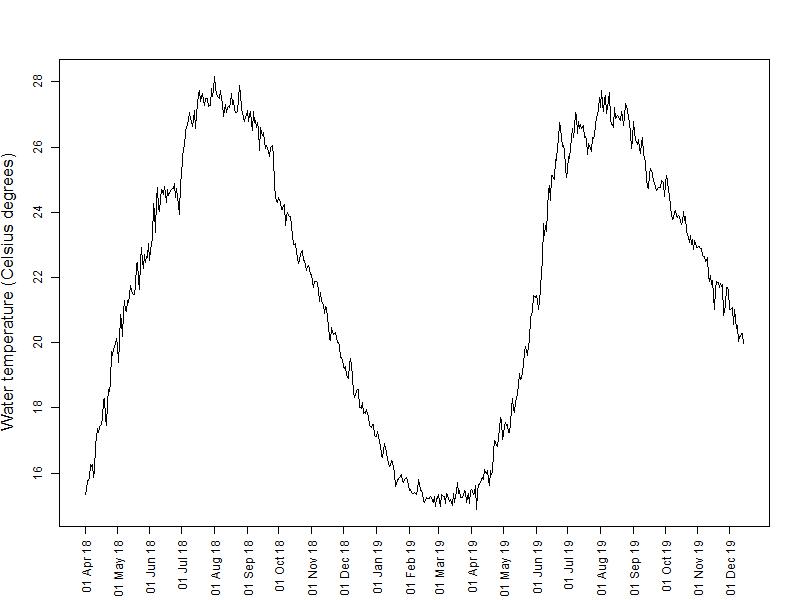 Water temperature (Celsius degrees)
28
26
24
22
20
18
16
01 Apr 18
01 May 18
01 Jun 18
01 Jul 18
01 Aug 18
01 Sep 18
01 Oct 18
01 Nov 18
01 Dec 18
01 Jan 19
01 Feb 19
01 Mar 19
01 Apr 19
01 May 19
01 Jun 19
01 Jul 19
01 Aug 19
01 Sep 19
01 Oct 19
01 Nov 19
01 Dec 19